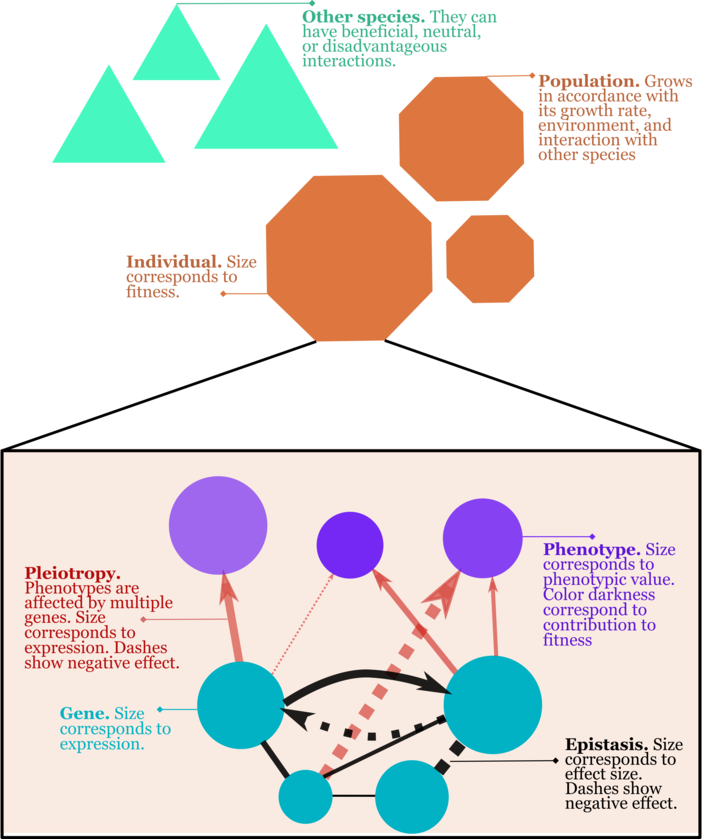 Other species. They can
have beneficial, neutral,
or disadvantageous
interactions.
Population. Grows
in accordance with
its growth rate,
environment, and
interaction with
other species
Individual. Size
corresponds to
fitness.
Pleiotropy.
Phenotypes are
affected by multiple
genes. Size
corresponds to
expression. Dashes
show negative effect.
Phenotype. Size
corresponds to
phenotypic value.
Color darkness
correspond to
contribution to
fitness
Gene. Size
corresponds to
expression.
Epistasis. Size
corresponds to
effect size.
Dashes show
negative effect.